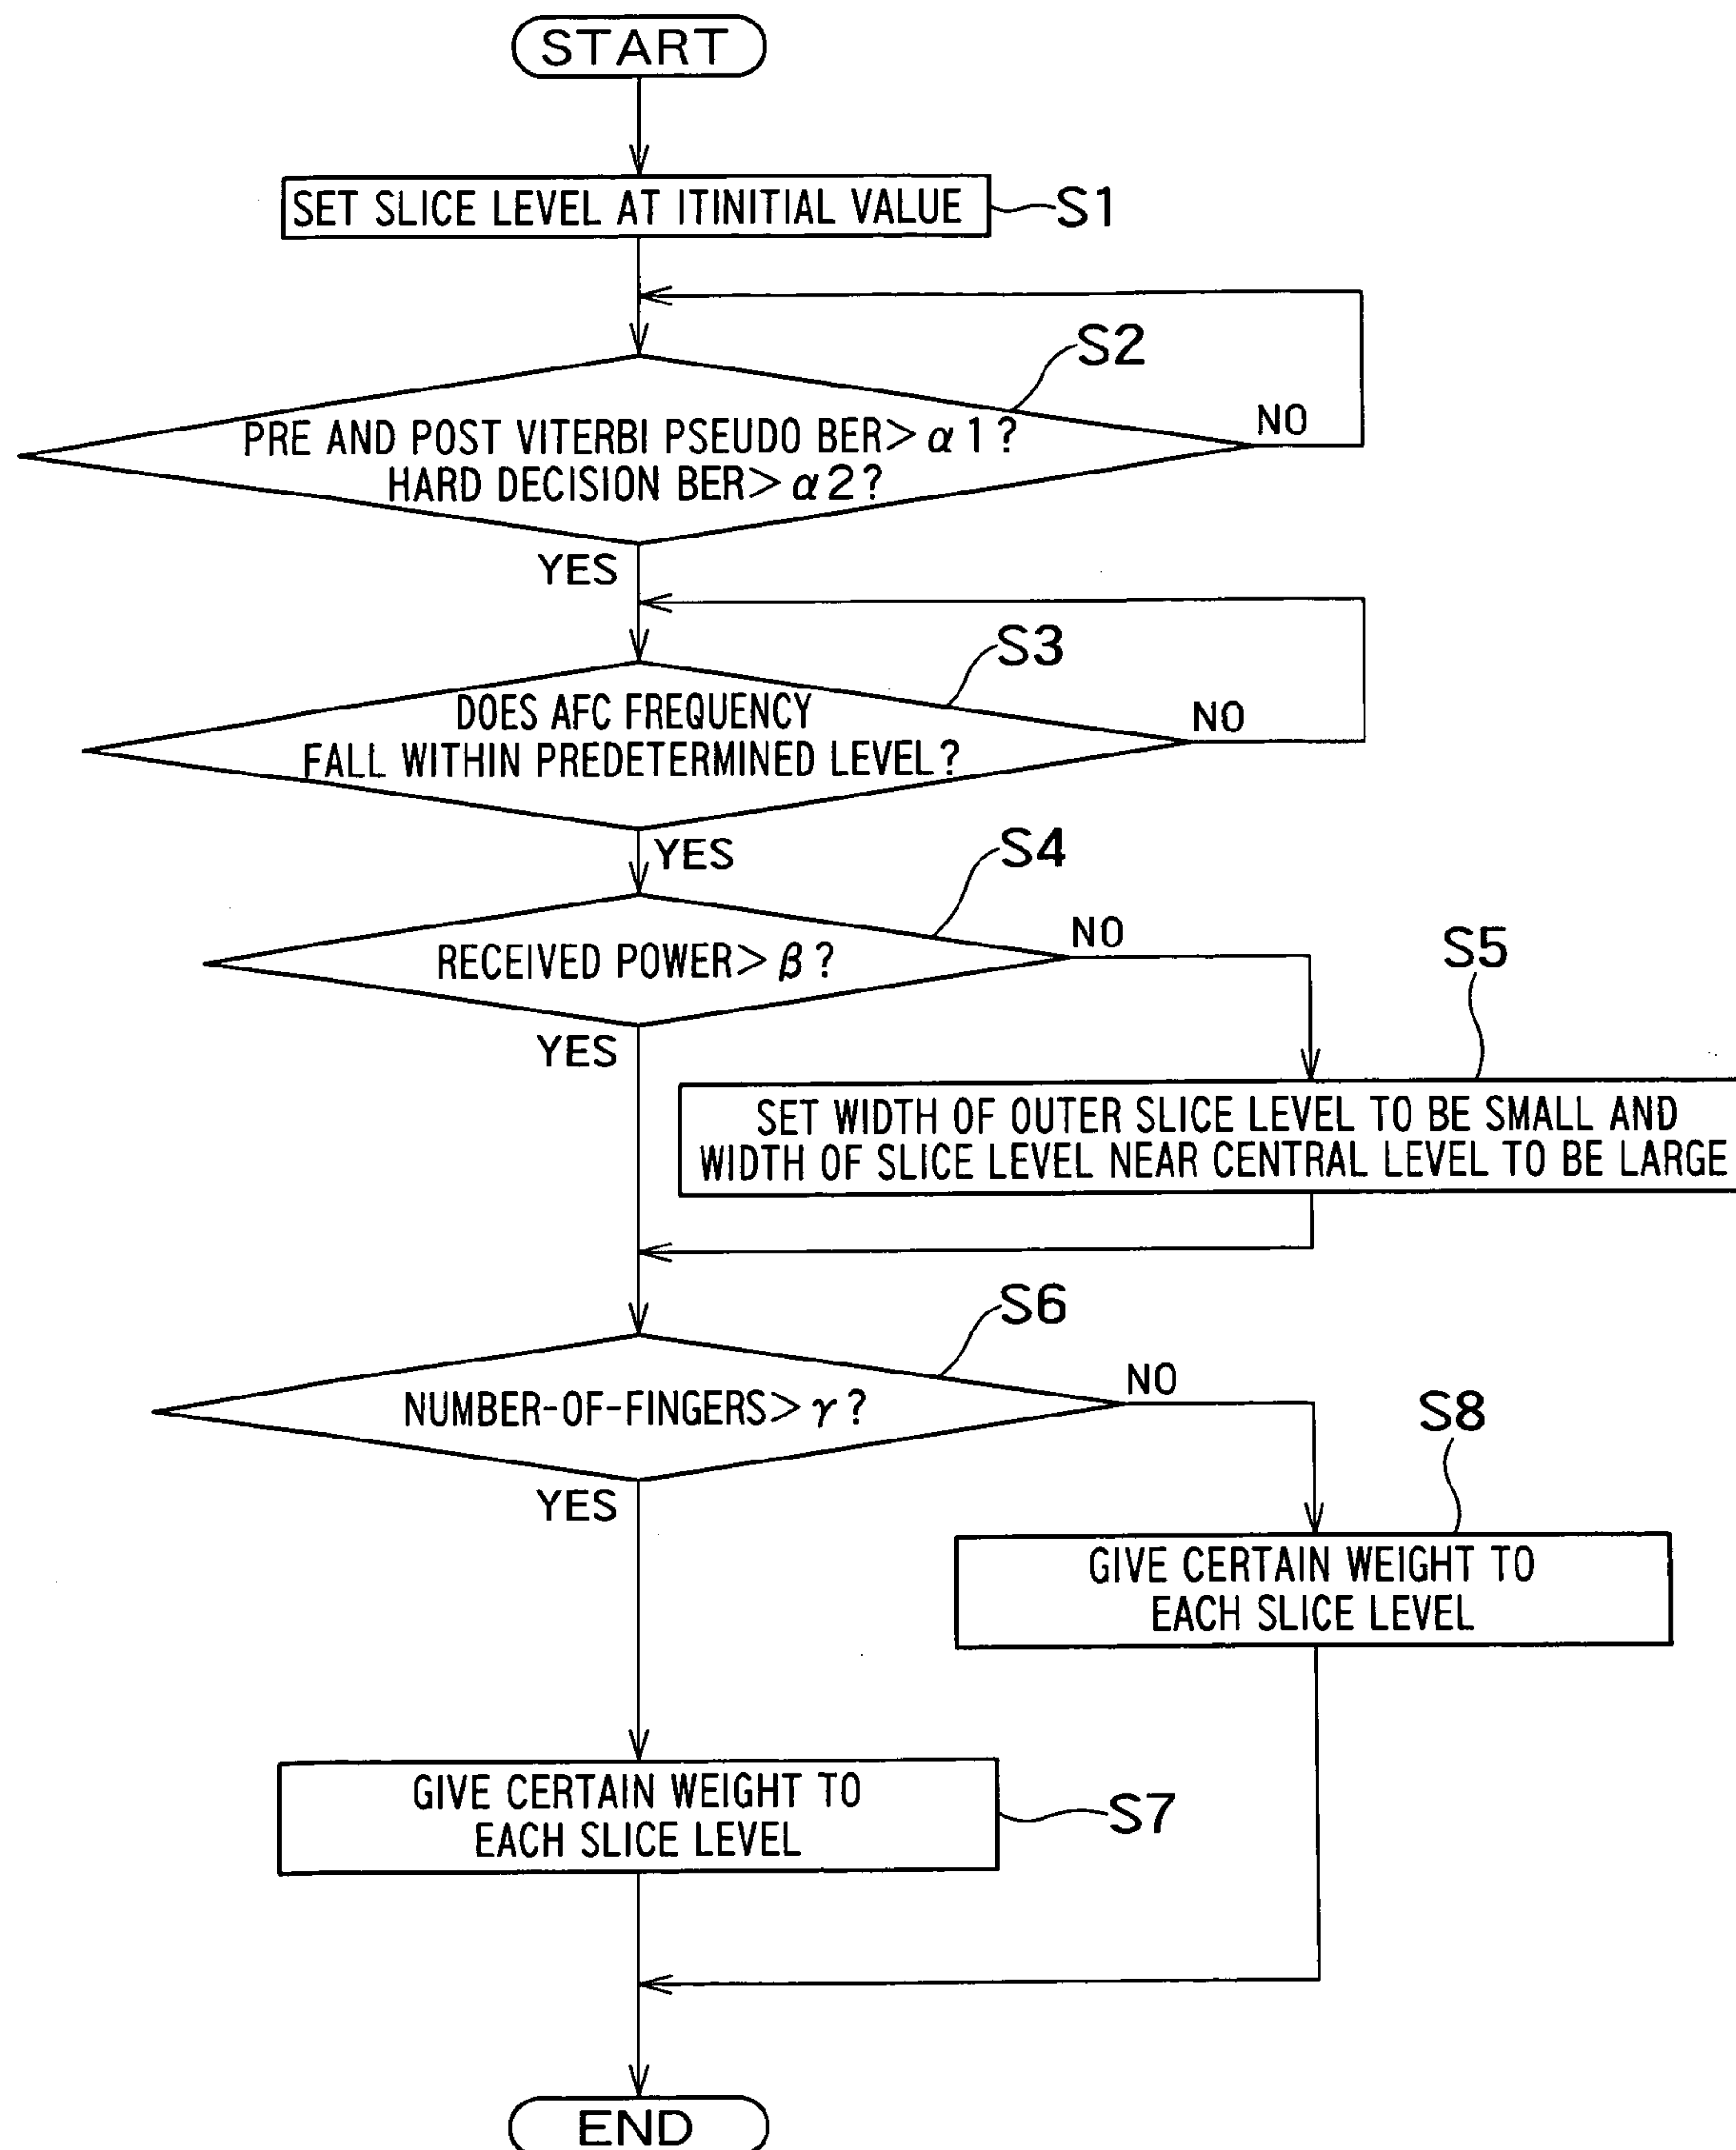 START
SET SLICE LEVEL AT ITINITIAL VALUE
S1
S2
PRE AND POST VITERBI PSEUDO BER>α1?
HARD DECISION BER>α2?
NO
YES
S3
DOES AFC FREQUENCY
FALL WITHIN PREDETERMINED LEVEL?
NO
YES
S4
RECEIVED POWER>β?
NO
YES
S5
SET WIDTH OF OUTER SLICE LEVEL TO BE SMALL AND
WIDTH OF SLICE LEVEL NEAR CENTRAL LEVEL TO BE LARGE
S6
NUMBER-OF-FINGERS>γ?
NO
YES
S8
GIVE CERTAIN WEIGHT TO
EACH SLICE LEVEL
GIVE CERTAIN WEIGHT TO
EACH SLICE LEVEL
S7
END